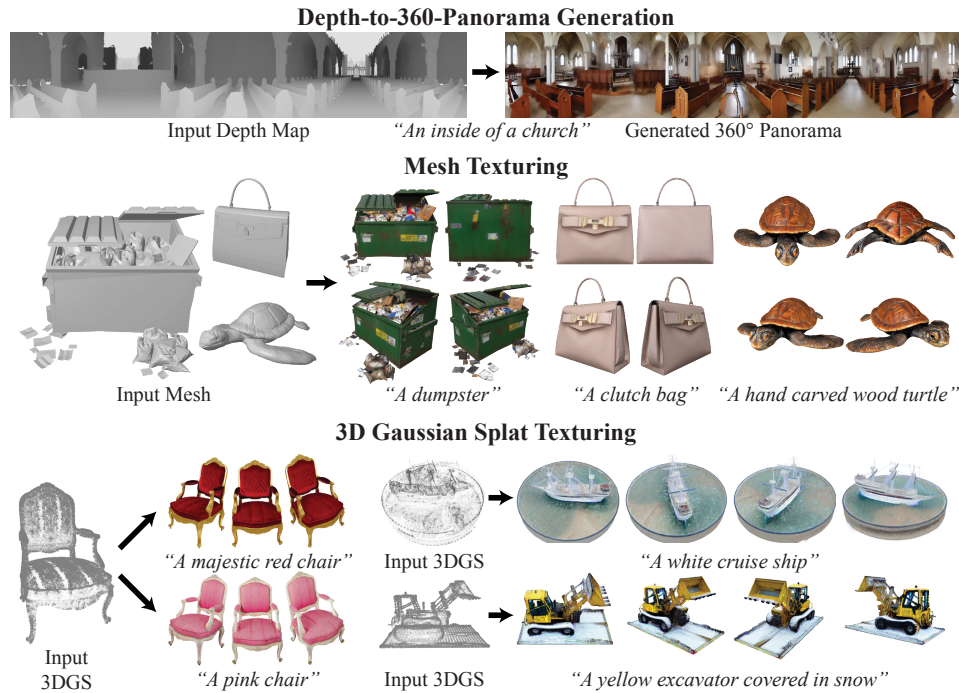 Depth-to-360-Panorama Generation
Input Depth Map
“An inside of a church”
Generated 360° Panorama
Mesh Texturing
Input Mesh
“A dumpster”
“A clutch bag”
“A hand carved wood turtle”
3D Gaussian Splat Texturing
“A majestic red chair”
Input 3DGS
“A white cruise ship”
Input
3DGS
“A pink chair”
Input 3DGS
“A yellow excavator covered in snow”